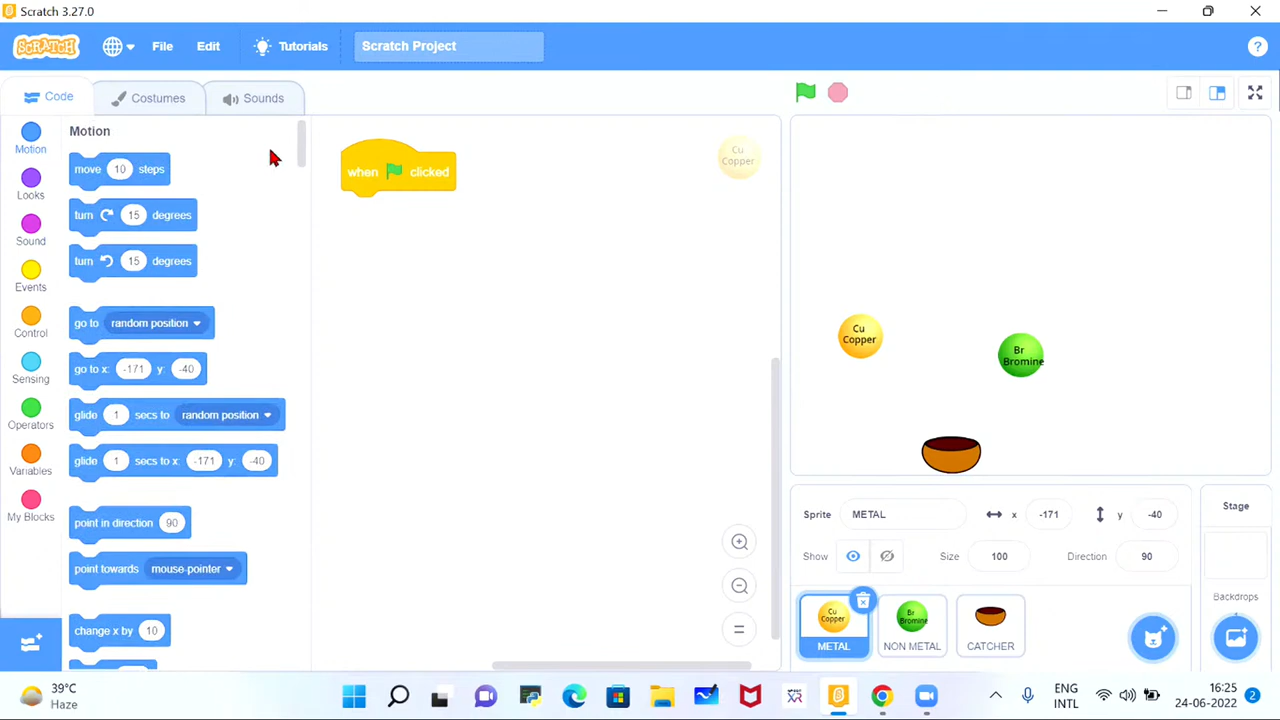 Scratch 3.27.0
SCRATCH
File
Edit
Tutorials
Scratch Project
?
Code
Costumes
Sounds
Motion
Looks
Sound
Events
Control
Sensing
Operators
Variables
My Blocks
Motion
move 10 steps
turn 15 degrees
turn 15 degrees
go to random position
go to x: -171 y: -40
glide 1 secs to random position
glide 1 secs to x: -171 y: -40
point in direction 90
point towards mouse-pointer
change x by 10
when clicked
Cu
Copper
Cu
Copper
Br
Bromine
Sprite METAL x -171 y -40
Show Size 100 Direction 90
Cu
Copper
METAL
Br
Bromine
NON METAL
CATCHER
Stage
Backdrops
39°C
Haze
ENG
INTL
16:25
24-06-2022
2